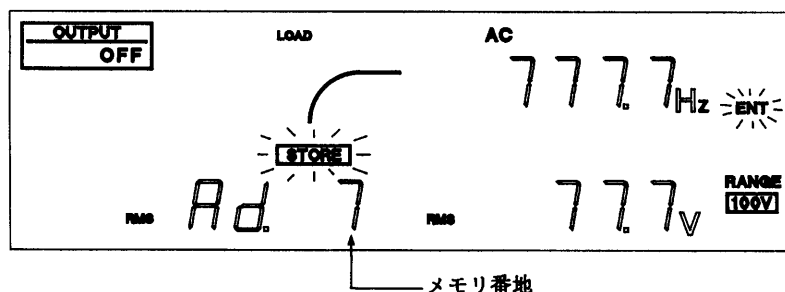 OUTPUT
OFF
LOAD
AC
777.7Hz
ENT
STORE
RMS Ad. 7
RMS 77.7V
RANGE
100V
メモリ番地